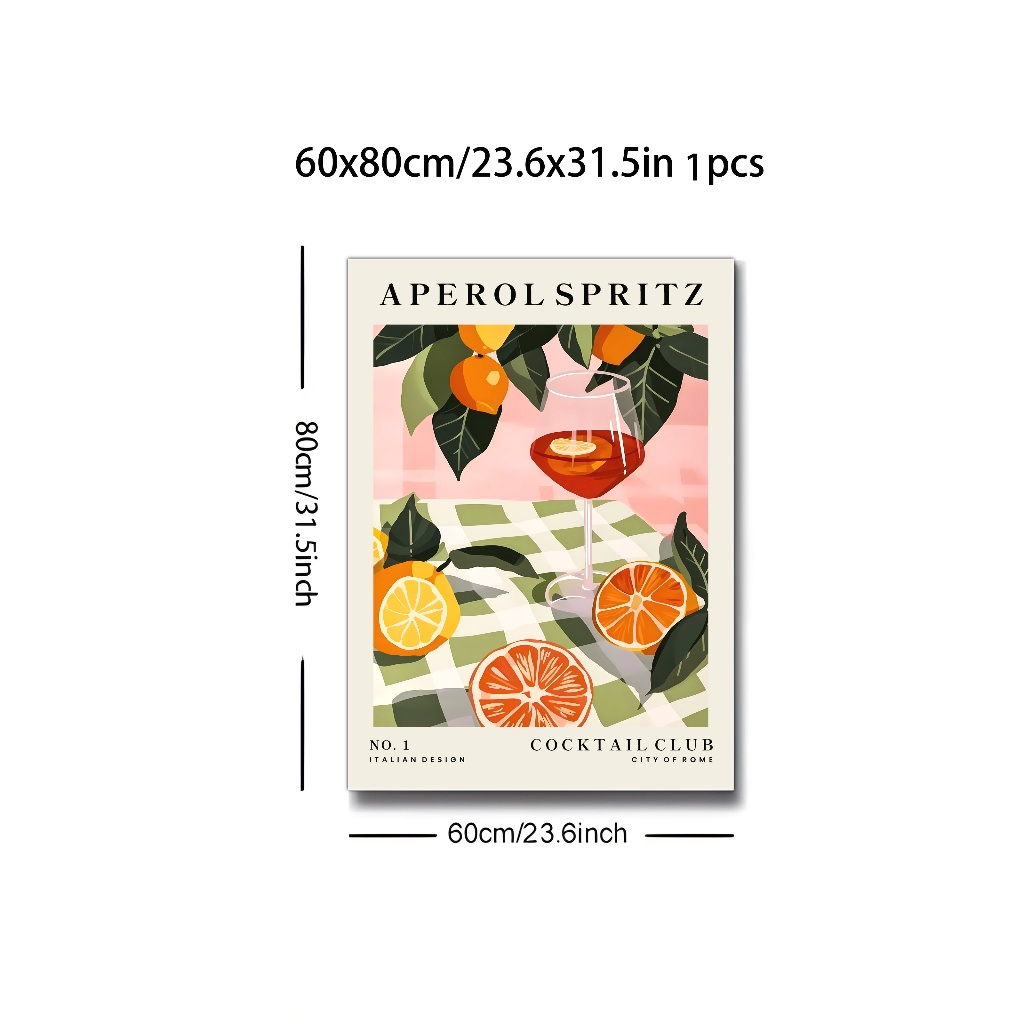 60x80cm/23.6x31.5in 1pcs
APEROL SPRITZ
80cm/31.5inch
NO. 1
ITALIAN DESIGN
COCKTAIL CLUB
CITY OF ROME
60cm/23.6inch